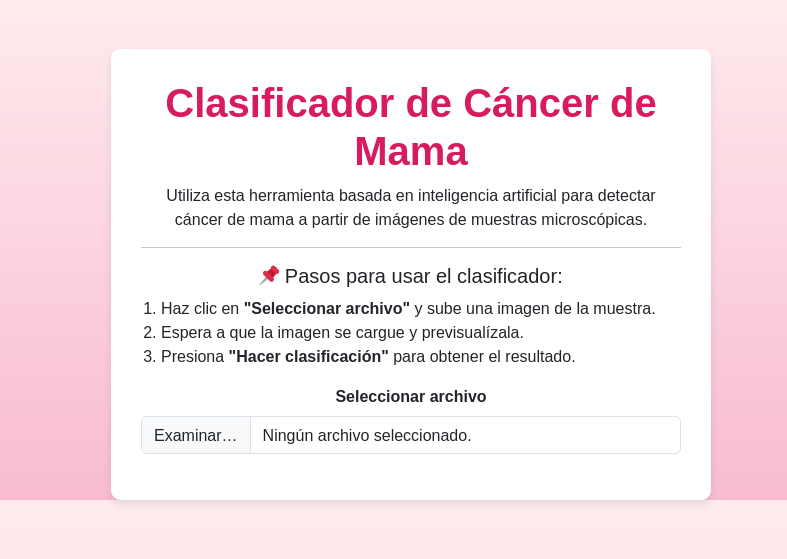 Clasificador de Cáncer de
Mama
Utiliza esta herramienta basada en inteligencia artificial para detectar
cáncer de mama a partir de imágenes de muestras microscópicas.
📌 Pasos para usar el clasificador:
1. Haz clic en "Seleccionar archivo" y sube una imagen de la muestra.
2. Espera a que la imagen se cargue y previsualízala.
3. Presiona "Hacer clasificación" para obtener el resultado.
Seleccionar archivo
Examinar… Ningún archivo seleccionado.